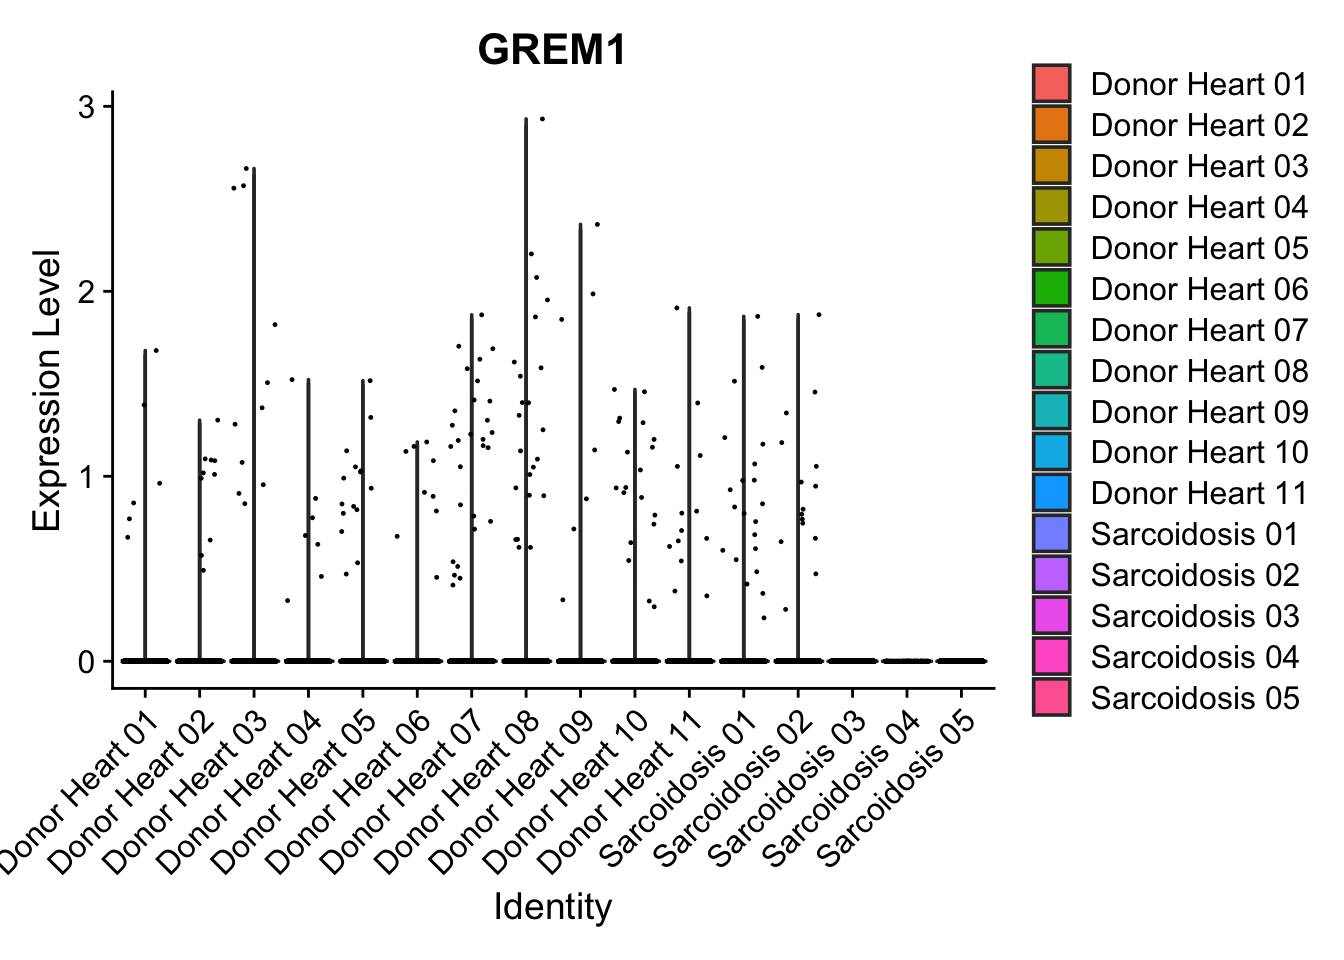 GREM1
3
2
1
0
Expression Level
Donor Heart 01
Donor Heart 02
Donor Heart 03
Donor Heart 04
Donor Heart 05
Donor Heart 06
Donor Heart 07
Donor Heart 08
Donor Heart 09
Donor Heart 10
Donor Heart 11
Sarcoidosis 01
Sarcoidosis 02
Sarcoidosis 03
Sarcoidosis 04
Sarcoidosis 05
Identity
Donor Heart 01
Donor Heart 02
Donor Heart 03
Donor Heart 04
Donor Heart 05
Donor Heart 06
Donor Heart 07
Donor Heart 08
Donor Heart 09
Donor Heart 10
Donor Heart 11
Sarcoidosis 01
Sarcoidosis 02
Sarcoidosis 03
Sarcoidosis 04
Sarcoidosis 05